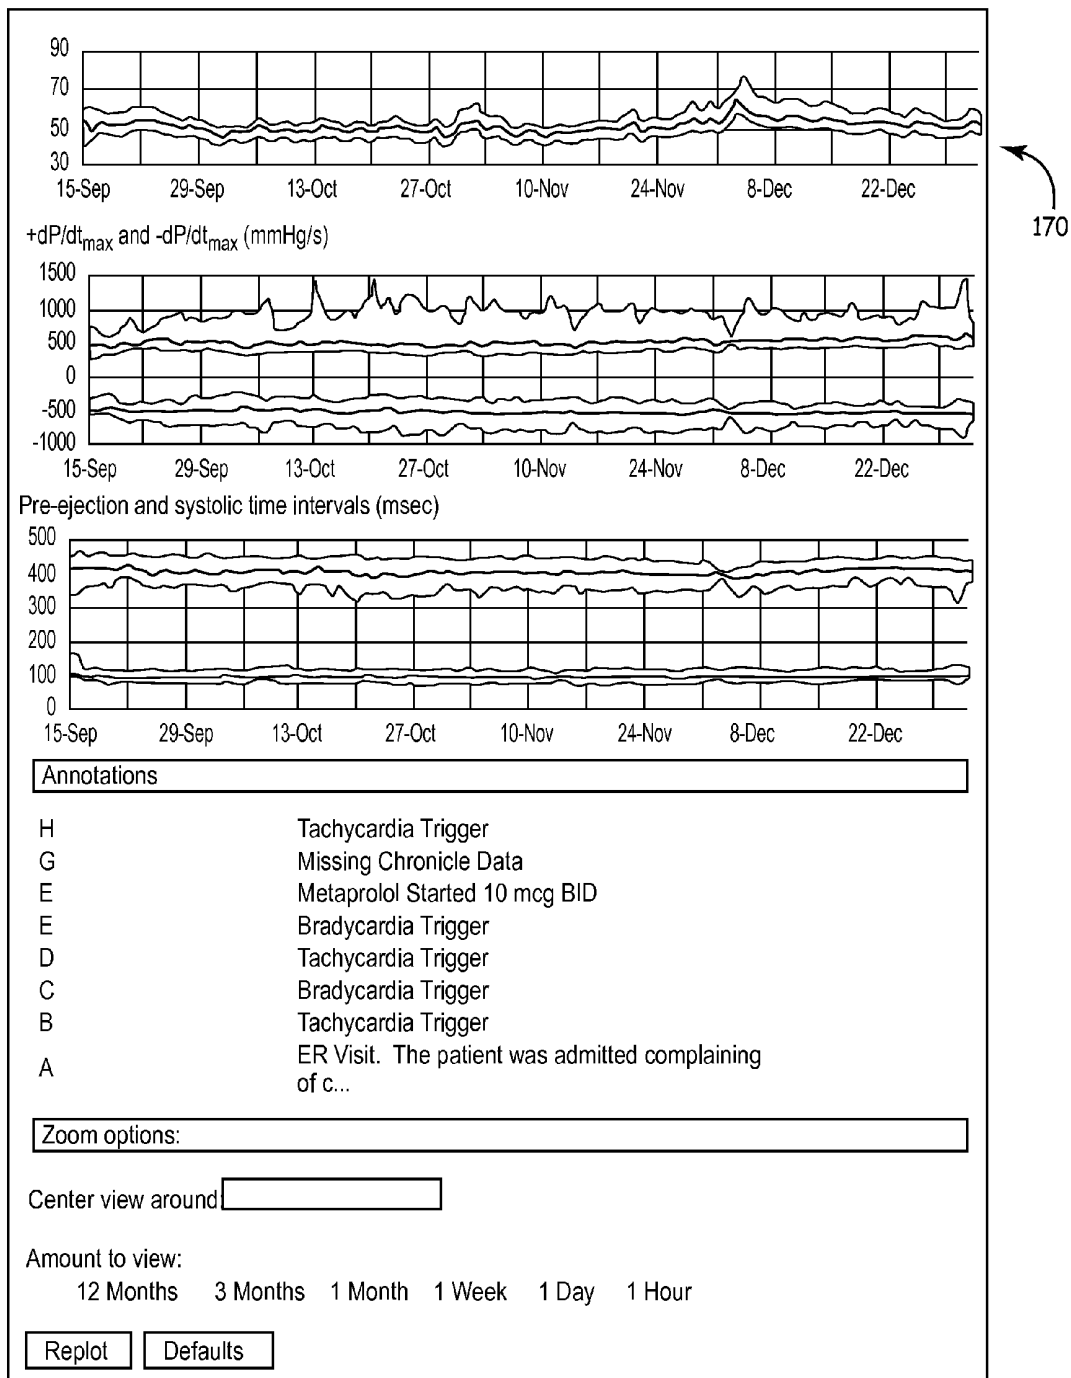 90
70
50
30
15-Sep 29-Sep 13-Oct 27-Oct 10-Nov 24-Nov 8-Dec 22-Dec
170
+dP/dtmax and -dP/dtmax (mmHg/s)
1500
1000
500
0
-500
-1000
15-Sep 29-Sep 13-Oct 27-Oct 10-Nov 24-Nov 8-Dec 22-Dec
Pre-ejection and systolic time intervals (msec)
500
400
300
200
100
0
15-Sep 29-Sep 13-Oct 27-Oct 10-Nov 24-Nov 8-Dec 22-Dec
Annotations
H Tachycardia Trigger
G Missing Chronicle Data
E Metaprolol Started 10 mcg BID
E Bradycardia Trigger
D Tachycardia Trigger
C Bradycardia Trigger
B Tachycardia Trigger
A ER Visit. The patient was admitted complaining
of c...
Zoom options:
Center view around:
Amount to view:
12 Months 3 Months 1 Month 1 Week 1 Day 1 Hour
Replot Defaults